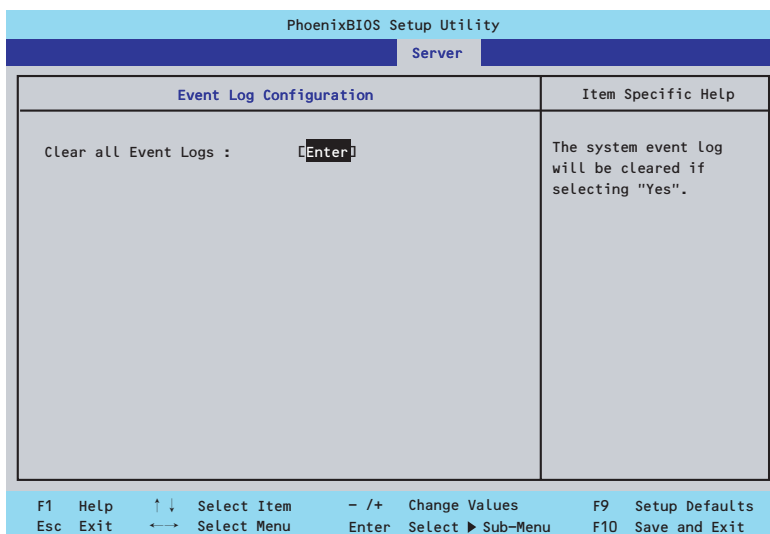 PhoenixBIOS Setup Utility
Server
Event Log Configuration
Item Specific Help
Clear all Event Logs : [Enter]
The system event log
will be cleared if
selecting "Yes".
F1 Help ↑↓ Select Item - /+ Change Values F9 Setup Defaults
Esc Exit ←→ Select Menu Enter Select ▶ Sub-Menu F10 Save and Exit